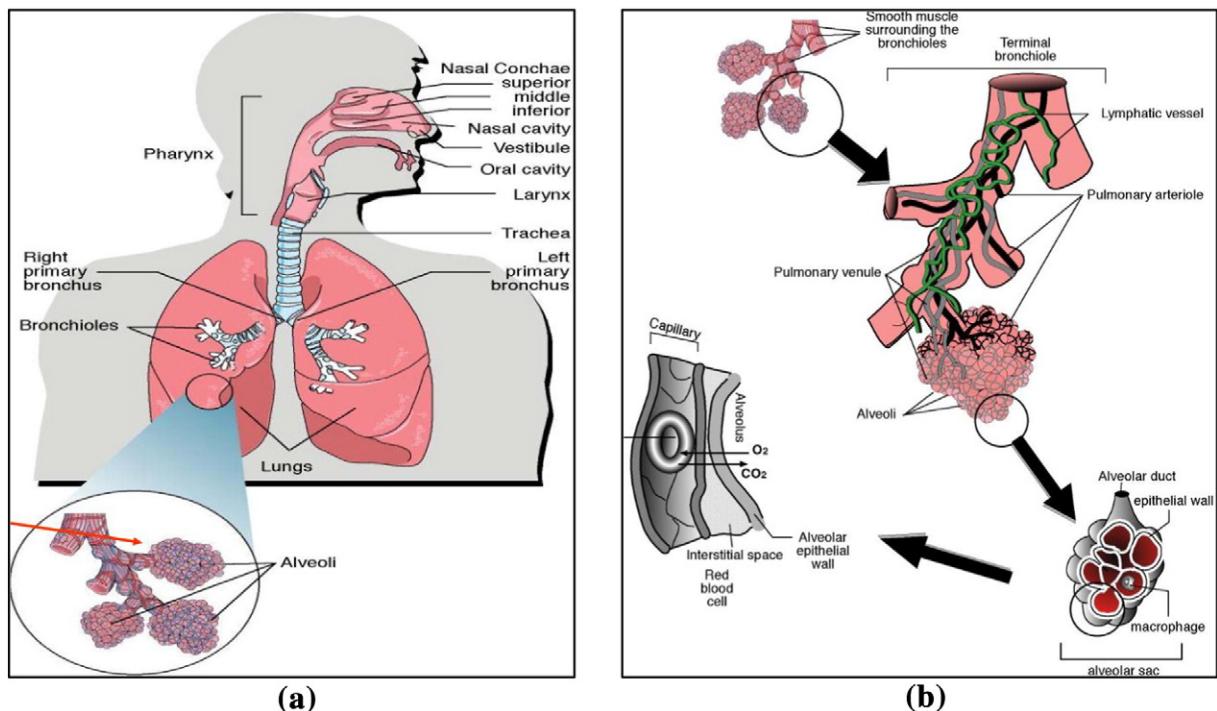 Nasal Conchae
superior
middle
inferior
Nasal cavity
Vestibule
Oral cavity
Larynx
Pharynx
Trachea
Right
primary
bronchus
Left
primary
bronchus
Bronchioles
Lungs
Alveoli
(a)
Smooth muscle
surrounding the
bronchioles
Terminal
bronchiole
Lymphatic vessel
Pulmonary arteriole
Pulmonary venule
Capillary
Alveolus
O2
CO2
Alveoli
Interstitial space
Alveolar
epithelial
wall
Red
blood
cell
Alveolar duct
epithelial wall
macrophage
alveolar sac
(b)